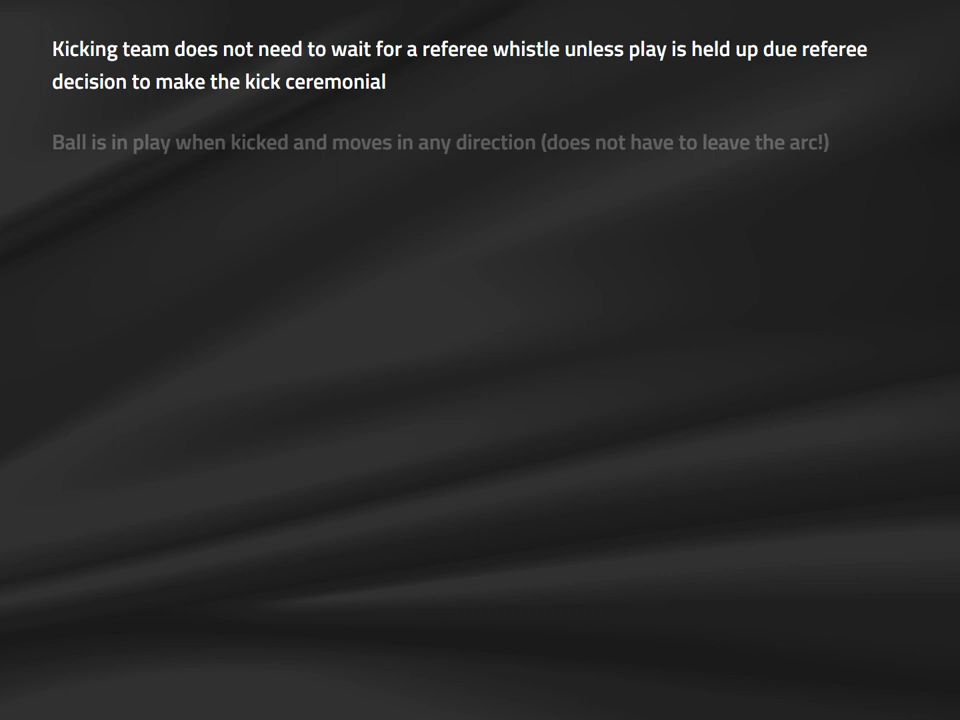 Kicking team does not need to wait for a referee whistle unless play is held up due referee
decision to make the kick ceremonial
Ball is in play when kicked and moves in any direction (does not have to leave the arc!)